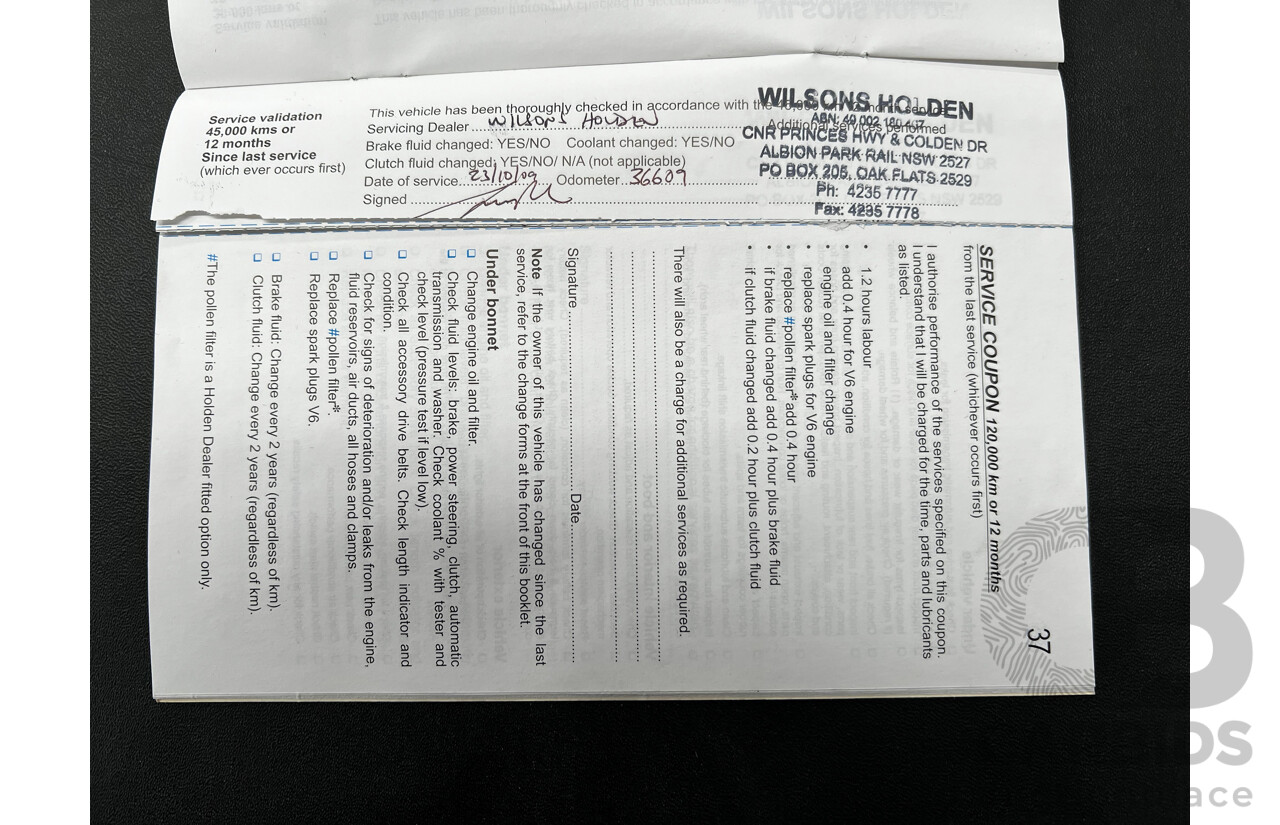 Service validation
45,000 kms or
12 months
Since last service
(which ever occurs first)
This vehicle has been thoroughly checked in accordance with the 45,000 km 12 month service
Servicing Dealer WILSONS HOLDEN
Additional services performed
Brake fluid changed: YES/NO Coolant changed: YES/NO
Clutch fluid changed: YES/NO/ N/A (not applicable)
Date of service 23/10/09 Odometer 36609
Signed
WILSONS HOLDEN
ABN: 49 002
CNR PRINCES HWY & COLDEN DR
ALBION PARK RAIL NSW 2527
PO BOX 205, OAK FLATS 2529
Ph: 4235 7777
Fax: 4235 7778
37
SERVICE COUPON 120,000 km or 12 months
from the last service (whichever occurs first)
I authorise performance of the services specified on this coupon.
I understand that I will be charged for the time, parts and lubricants
as listed.
• 1.2 hours labour
• add 0.4 hour for V6 engine
• engine oil and filter change
• replace spark plugs for V6 engine
• replace #pollen filter* add 0.4 hour
• if brake fluid changed add 0.4 hour plus brake fluid
• if clutch fluid changed add 0.2 hour plus clutch fluid
There will also be a charge for additional services as required.
Signature Date
Note If the owner of this vehicle has changed since the last
service, refer to the change forms at the front of this booklet.
Under bonnet
❑ Change engine oil and filter.
❑ Check fluid levels: brake, power steering, clutch, automatic
transmission and washer. Check coolant % with tester and
check level (pressure test if level low).
❑ Check all accessory drive belts. Check length indicator and
condition.
❑ Check for signs of deterioration and/or leaks from the engine,
fluid reservoirs, air ducts, all hoses and clamps.
❑ Replace #pollen filter*.
❑ Replace spark plugs V6.
❑ Brake fluid: Change every 2 years (regardless of km).
❑ Clutch fluid: Change every 2 years (regardless of km).
#The pollen filter is a Holden Dealer fitted option only.